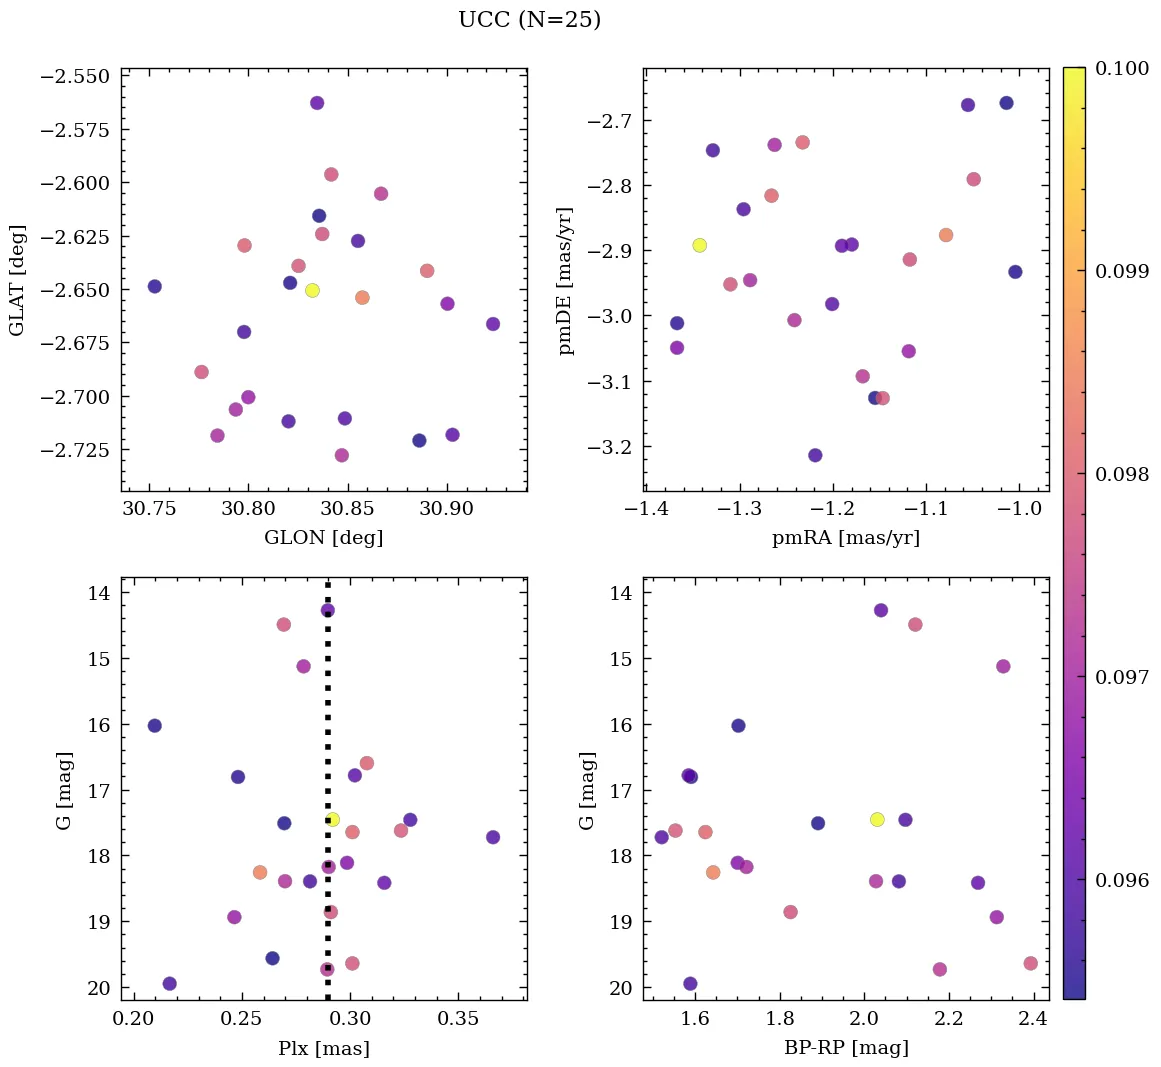 UCC (N=25)
−2.550
−2.575
−2.600
−2.625
−2.650
−2.675
−2.700
−2.725
GLAT [deg]
30.75 30.80 30.85 30.90
GLON [deg]
−2.7
−2.8
−2.9
−3.0
−3.1
−3.2
pmDE [mas/yr]
−1.4 −1.3 −1.2 −1.1 −1.0
pmRA [mas/yr]
14
15
16
17
18
19
20
G [mag]
0.20 0.25 0.30 0.35
Plx [mas]
14
15
16
17
18
19
20
G [mag]
1.6 1.8 2.0 2.2 2.4
BP-RP [mag]
0.100
0.099
0.098
0.097
0.096